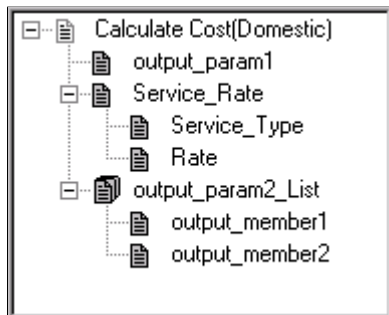 Calculate Cost(Domestic)
output_param1
Service_Rate
Service_Type
Rate
output_param2_List
output_member1
output_member2